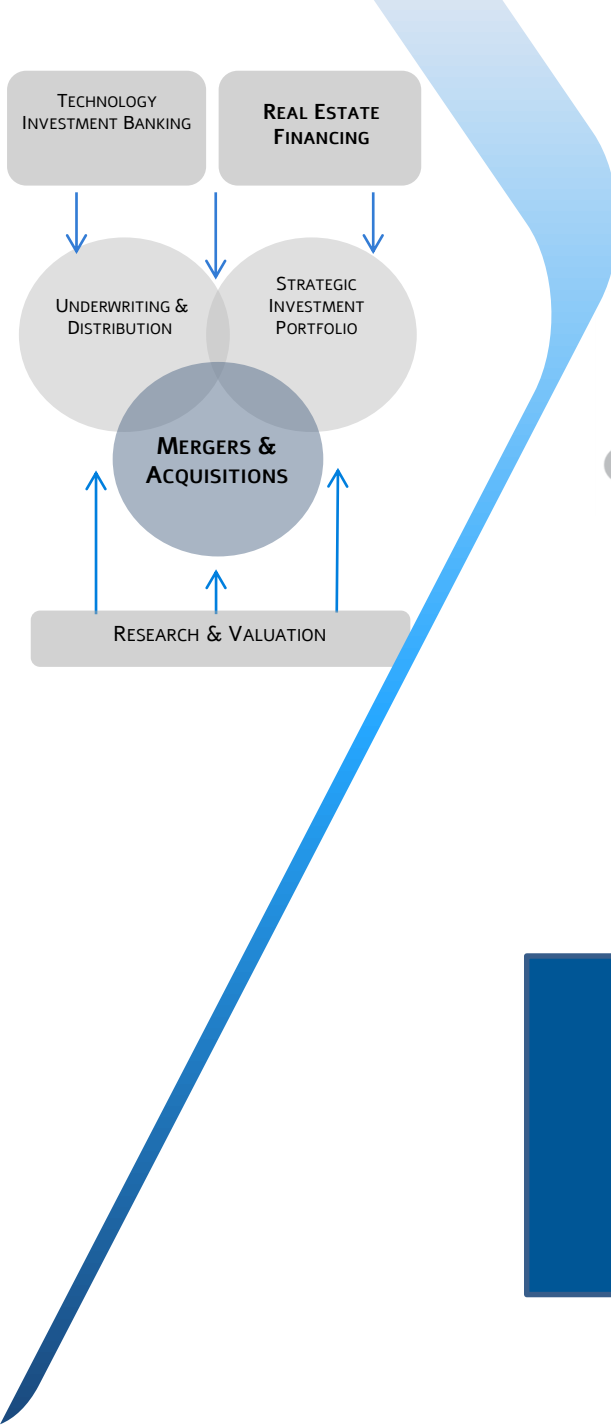 Technology
Investment Banking
Real Estate
Financing
Underwriting &
Distribution
Strategic
Investment
Portfolio
Mergers &
Acquisitions
Research & Valuation